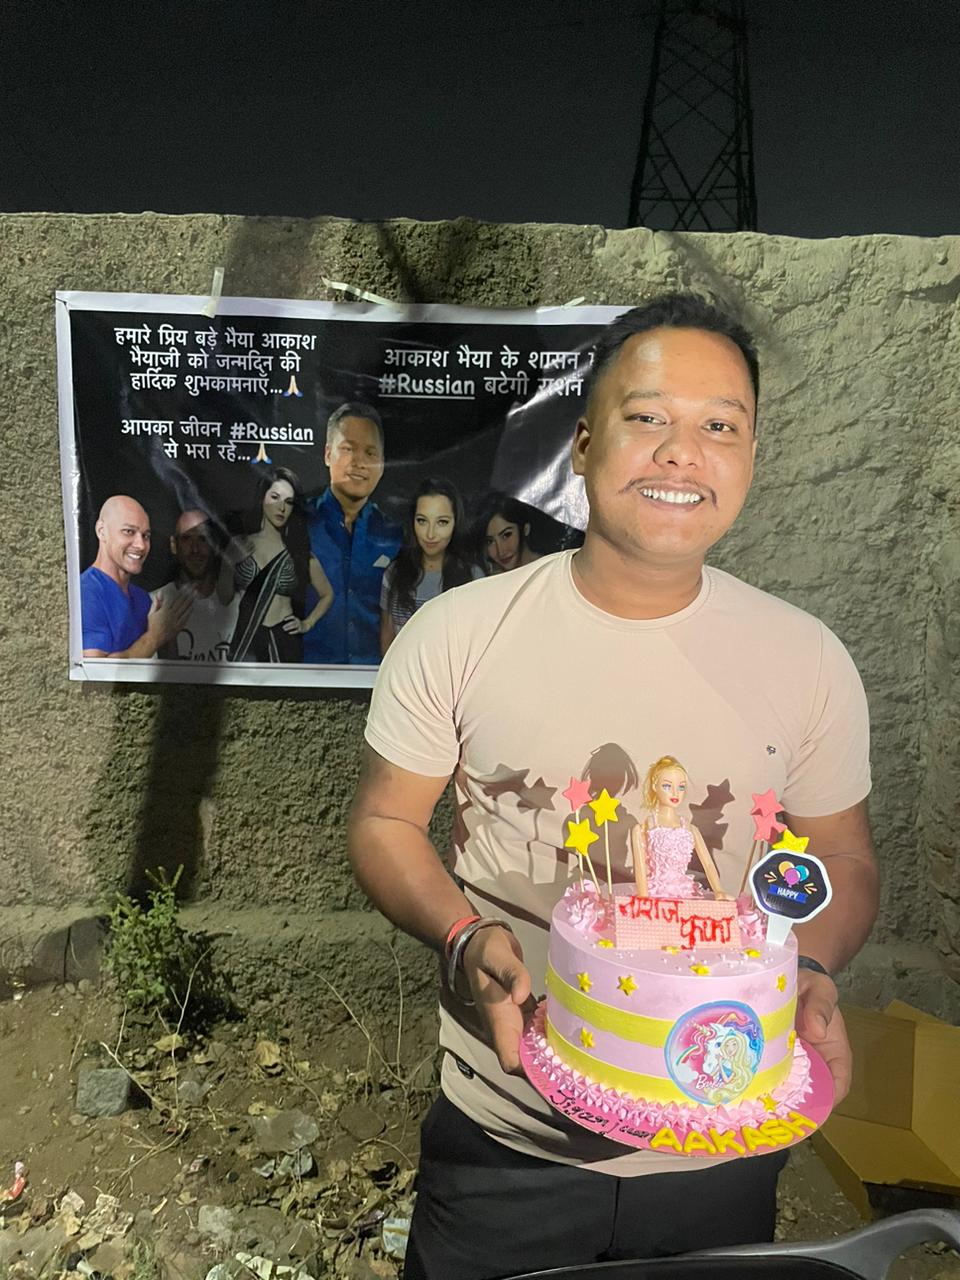 हमारे प्रिय बड़े भैया आकाश
भैयाजी को जन्मदिन की
हार्दिक शुभकामनाएँ...🙏🏻
आपका जीवन #Russian
से भरा रहे...🙏🏻
आकाश भैया के शासन
#Russian बटेगी राशन
HAPPY
फुफा
Barbie
AAKASH